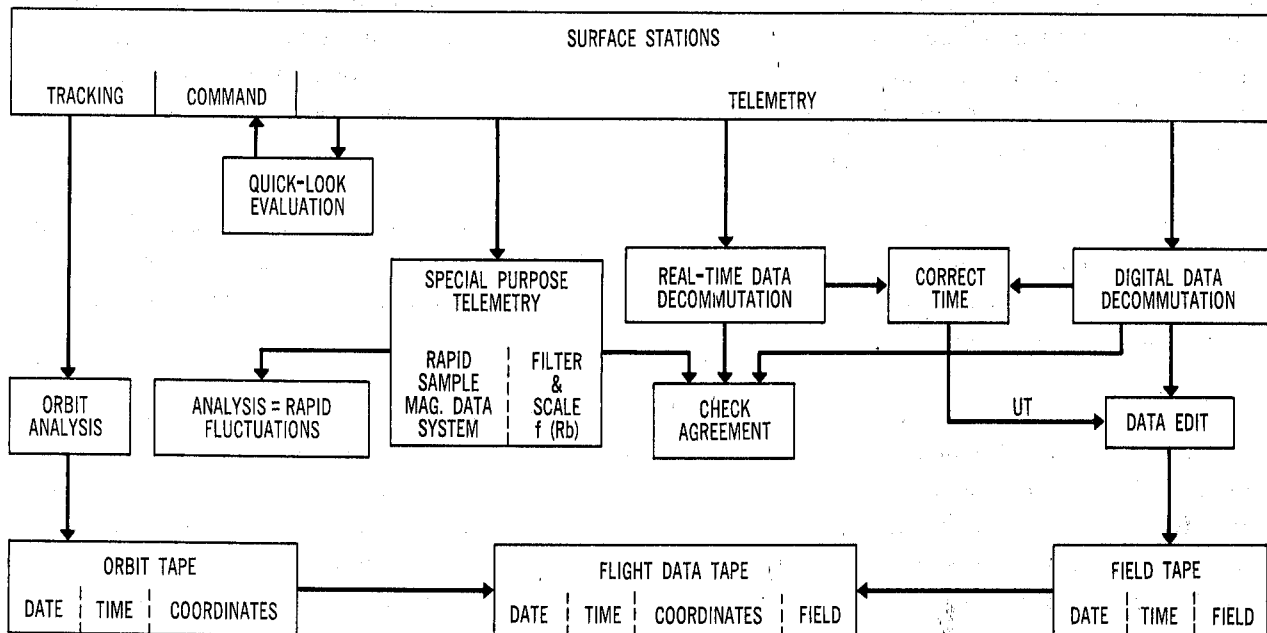 SURFACE STATIONS
TRACKING
COMMAND
TELEMETRY
QUICK-LOOK
EVALUATION
SPECIAL PURPOSE
TELEMETRY
RAPID
SAMPLE
MAG. DATA
SYSTEM
FILTER
&
SCALE
f (Rb)
REAL-TIME DATA
DECOMMUTATION
CORRECT
TIME
DIGITAL DATA
DECOMMUTATION
ORBIT
ANALYSIS
ANALYSIS = RAPID
FLUCTUATIONS
CHECK
AGREEMENT
UT
DATA EDIT
ORBIT TAPE
DATE TIME COORDINATES
FLIGHT DATA TAPE
DATE TIME COORDINATES FIELD
FIELD TAPE
DATE TIME FIELD